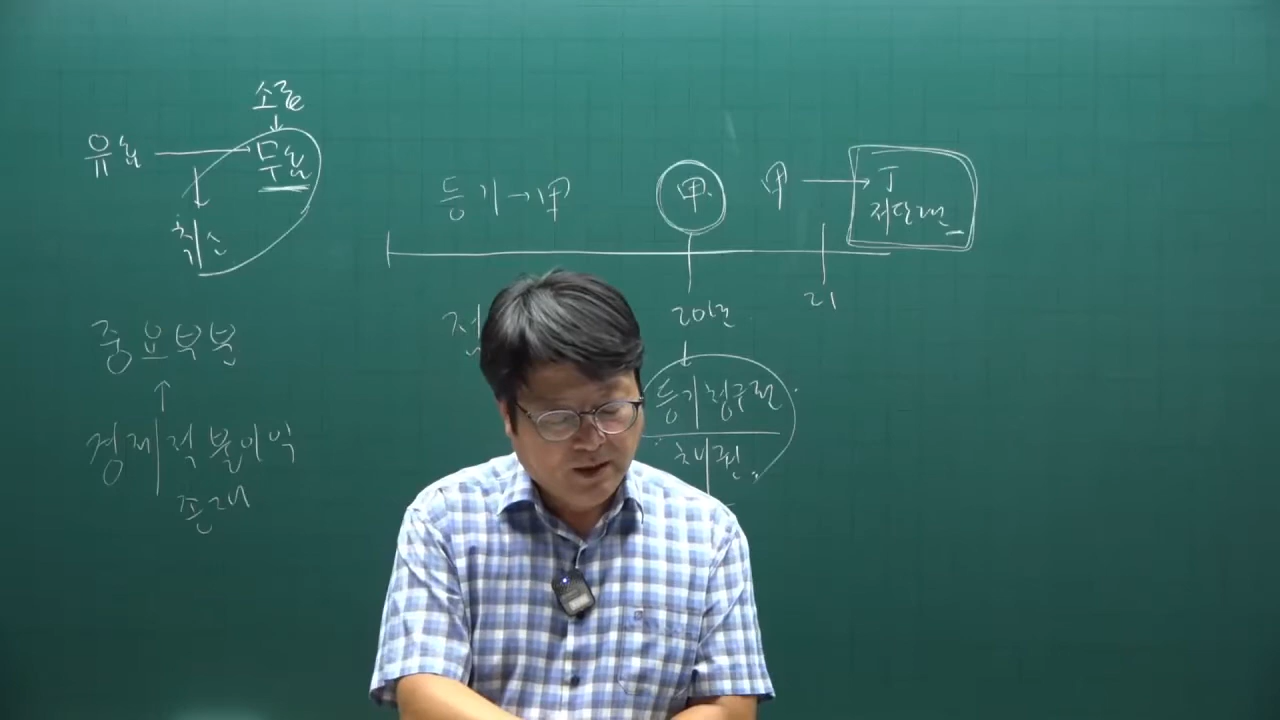 소급
유효 → 무효
취소
중요부분
↑
경제적 불이익
존재
등기→甲
甲
甲 → 丁
저당권
20년
21
점
등기청구권
채권